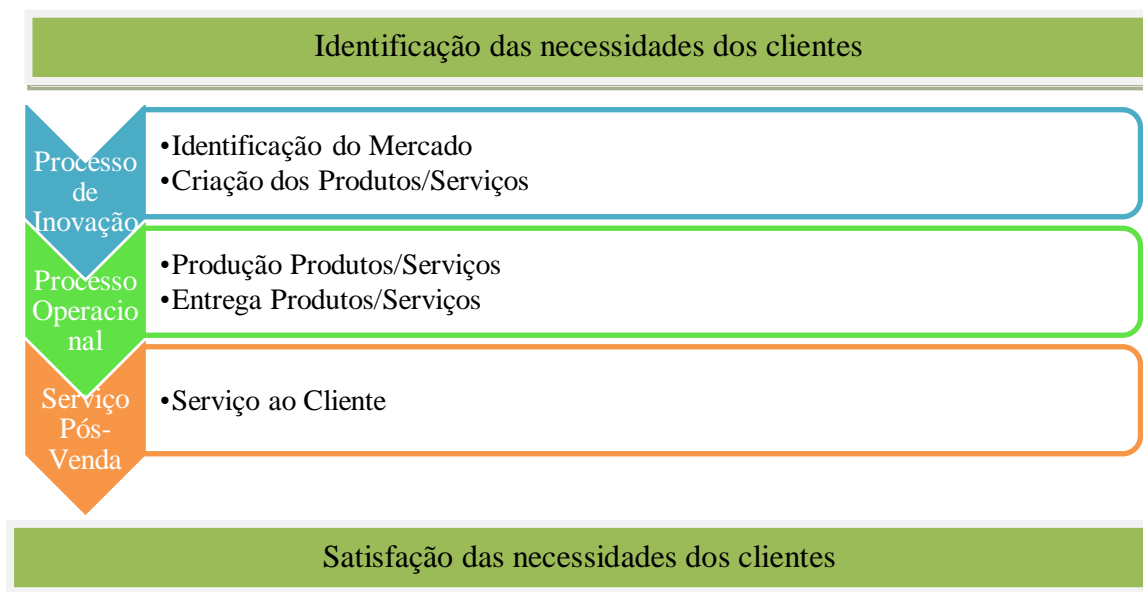 Identificação das necessidades dos clientes
Processo
de
Inovação
•Identificação do Mercado
•Criação dos Produtos/Serviços
Processo
Operacio
nal
•Produção Produtos/Serviços
•Entrega Produtos/Serviços
Serviço
Pós-
Venda
•Serviço ao Cliente
Satisfação das necessidades dos clientes